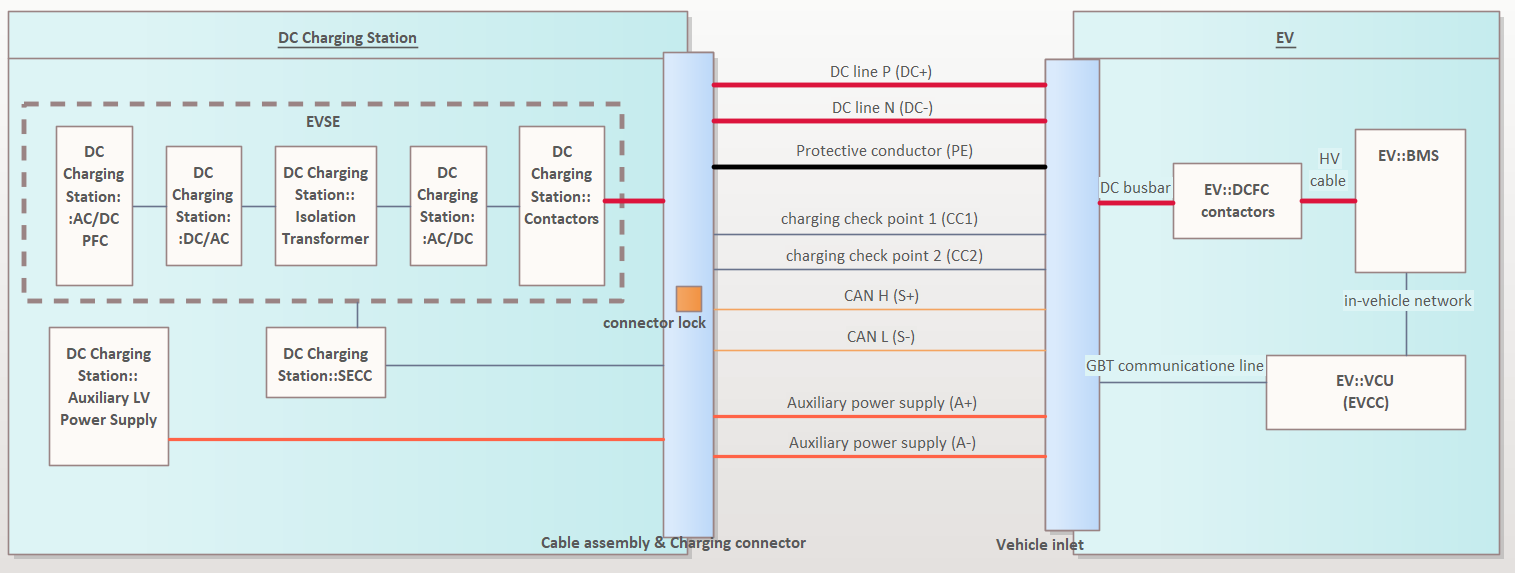 DC Charging Station
EV
EVSE
DC
Charging
Station:
:AC/DC
PFC
DC
Charging
Station:
:DC/AC
DC Charging
Station::
Isolation
Transformer
DC
Charging
Station:
:AC/DC
DC
Charging
Station::
Contactors
DC line P (DC+)
DC line N (DC-)
Protective conductor (PE)
charging check point 1 (CC1)
charging check point 2 (CC2)
CAN H (S+)
CAN L (S-)
Auxiliary power supply (A+)
Auxiliary power supply (A-)
DC busbar
EV::DCFC
contactors
HV
cable
EV::BMS
in-vehicle network
GBT communicatione line
EV::VCU
(EVCC)
connector lock
DC Charging
Station::
Auxiliary LV
Power Supply
DC Charging
Station::SECC
Cable assembly & Charging connector
Vehicle inlet